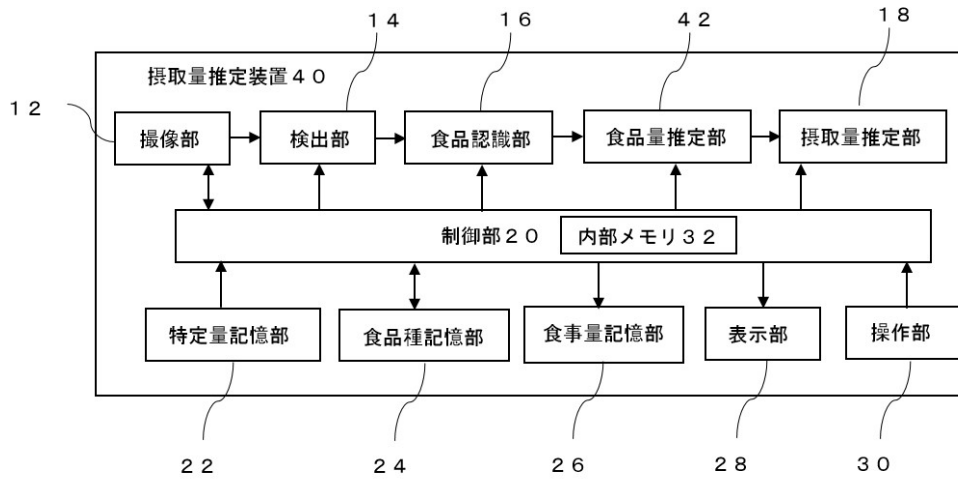 １４
１６
４２
１８
摂取量推定装置４０
１２
撮像部
検出部
食品認識部
食品量推定部
摂取量推定部
制御部２０
内部メモリ３２
特定量記憶部
食品種記憶部
食事量記憶部
表示部
操作部
２２
２４
２６
２８
３０